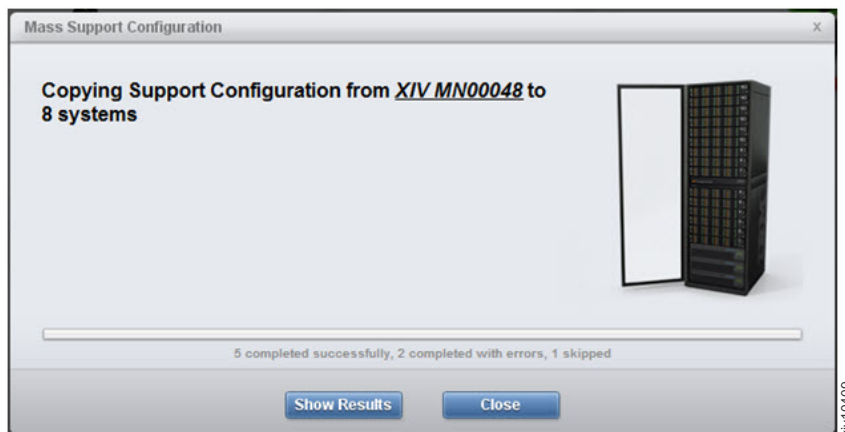 Mass Support Configuration
x
Copying Support Configuration from XIV MN00048 to
8 systems
5 completed successfully, 2 completed with errors, 1 skipped
Show Results
Close